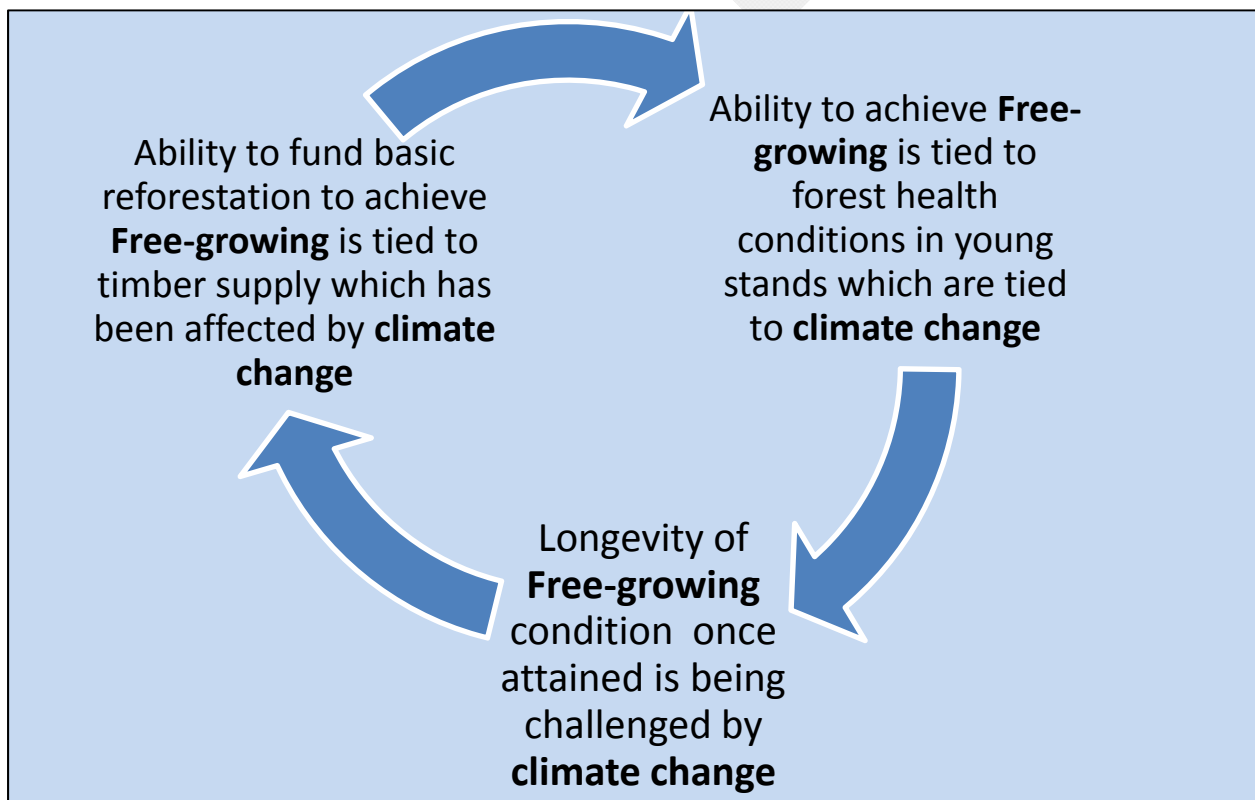 Ability to fund basic
reforestation to achieve
Free-growing is tied to
timber supply which has
been affected by climate
change
Ability to achieve Free-
growing is tied to
forest health
conditions in young
stands which are tied
to climate change
Longevity of
Free-growing
condition  once
attained is being
challenged by
climate change